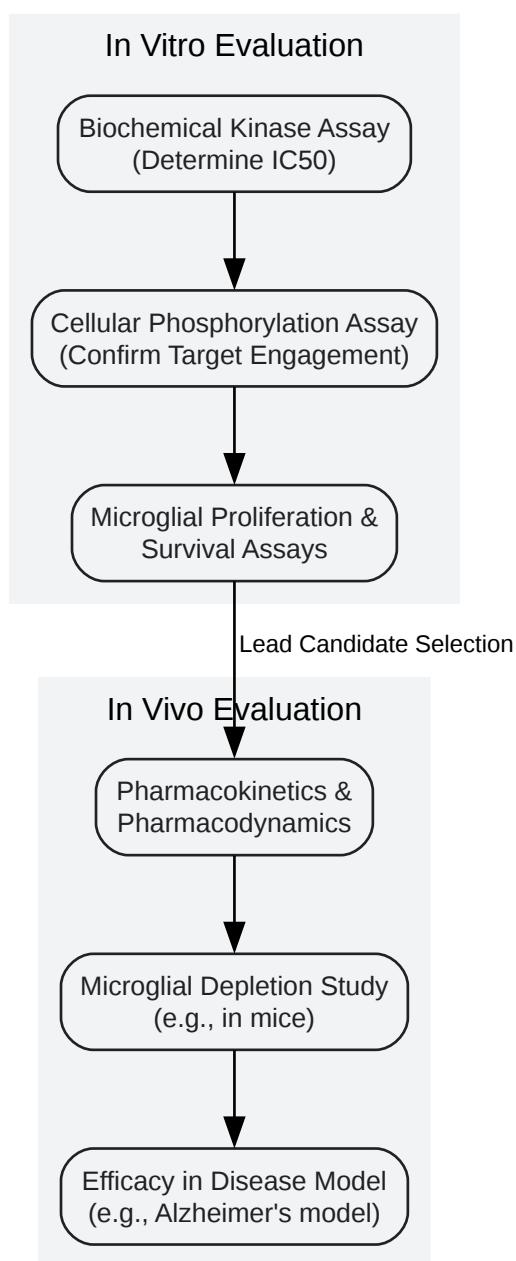 In Vitro Evaluation
Biochemical Kinase Assay
(Determine IC50)
Cellular Phosphorylation Assay
(Confirm Target Engagement)
Microglial Proliferation &
Survival Assays
Lead Candidate Selection
In Vivo Evaluation
Pharmacokinetics &
Pharmacodynamics
Microglial Depletion Study
(e.g., in mice)
Efficacy in Disease Model
(e.g., Alzheimer's model)